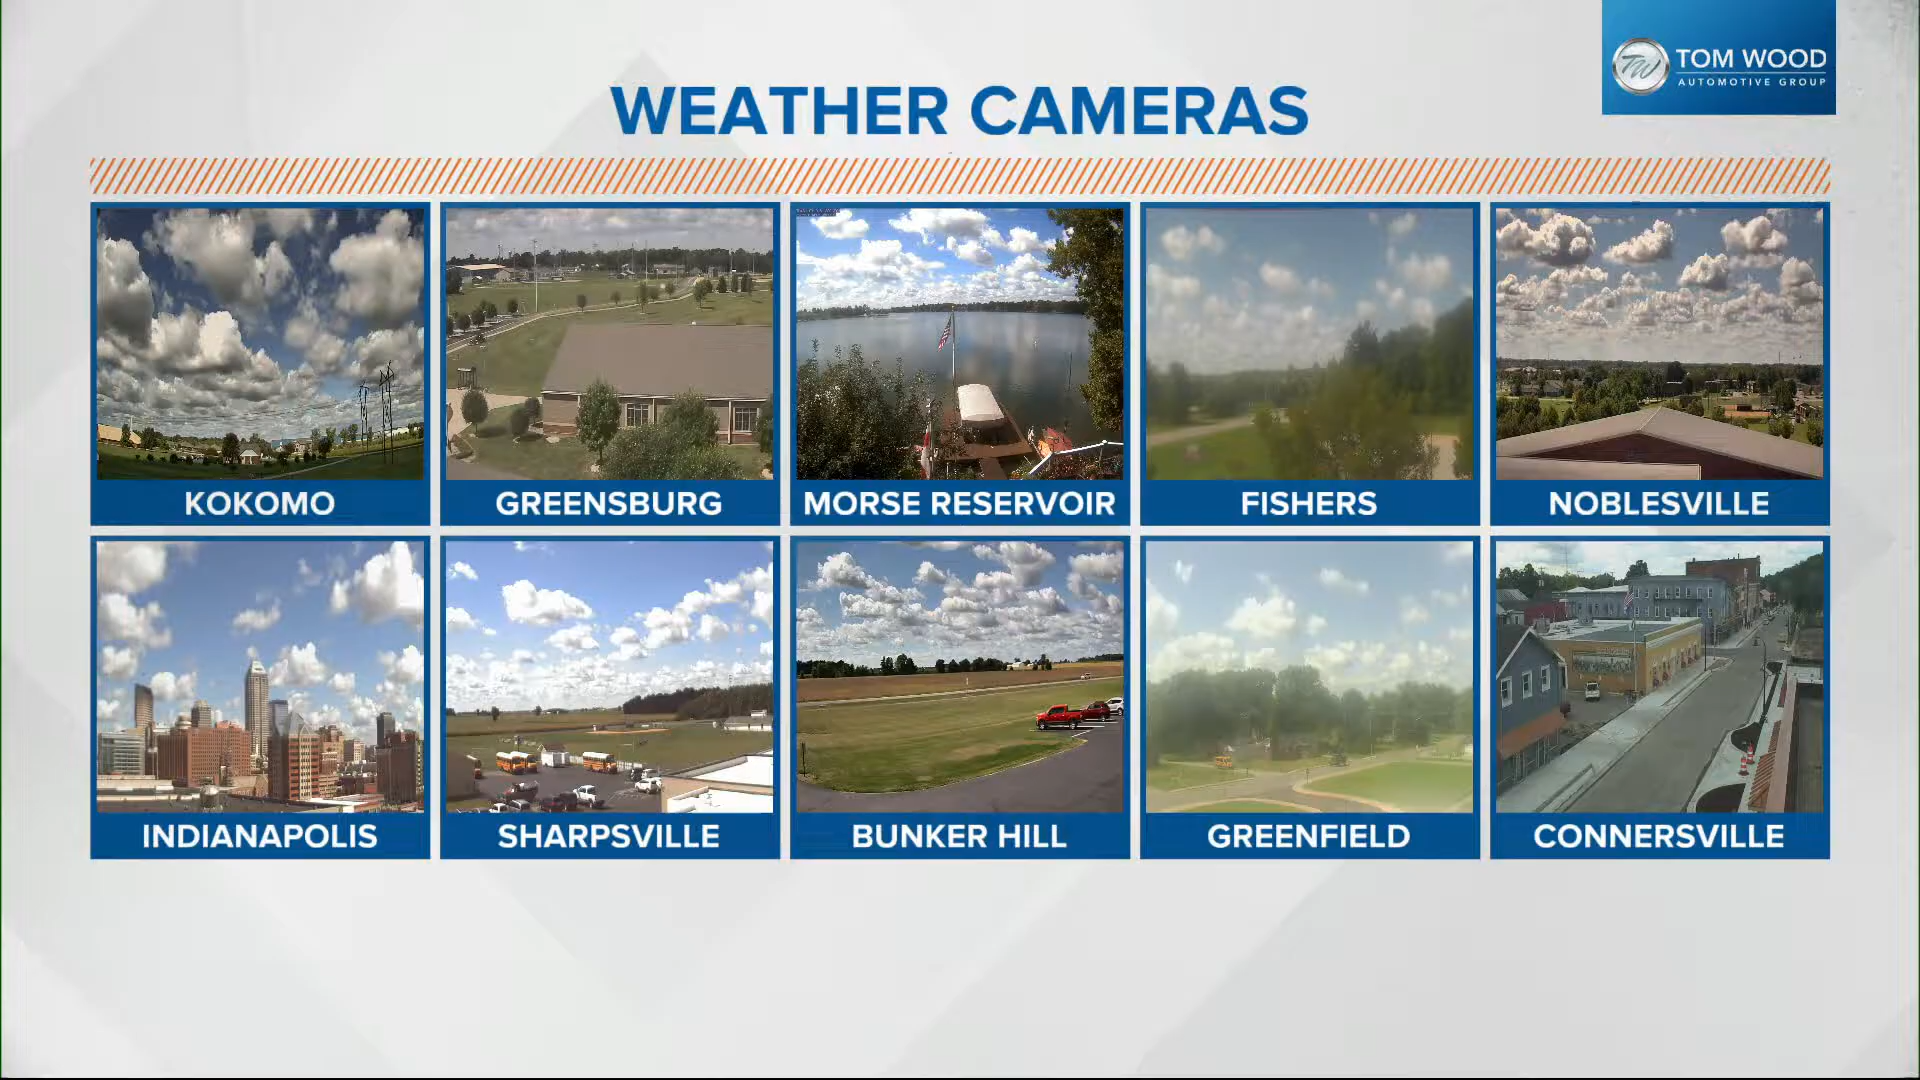 TOM WOOD
AUTOMOTIVE GROUP
WEATHER CAMERAS
KOKOMO
GREENSBURG
MORSE RESERVOIR
FISHERS
NOBLESVILLE
INDIANAPOLIS
SHARPSVILLE
BUNKER HILL
GREENFIELD
CONNERSVILLE